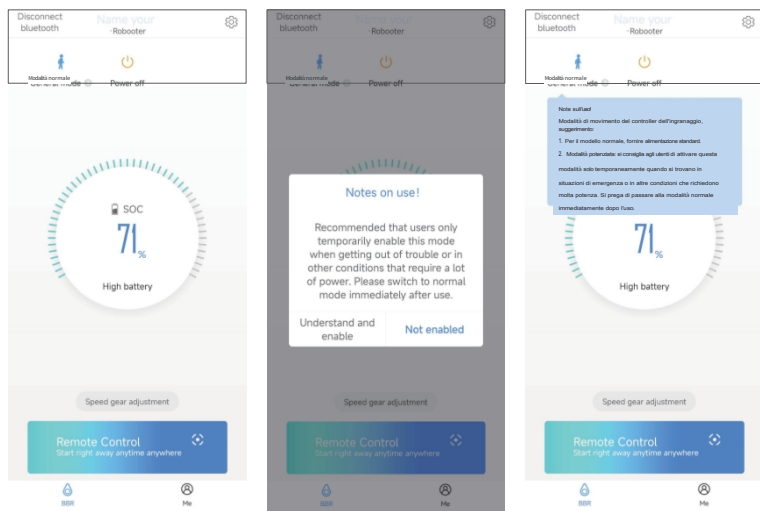 Disconnect
bluetooth
Name your
· Robooter
Modalità normale
General mode
Power off
SOC
71%
High battery
Speed gear adjustment
Remote Control
Start right away anytime anywhere
BBR
Me
Disconnect
bluetooth
Name your
· Robooter
Modalità normale
General mode
Power off
Notes on use!
Recommended that users only
temporarily enable this mode
when getting out of trouble or in
other conditions that require a lot
of power. Please switch to normal
mode immediately after use.
Understand and
enable
Not enabled
Speed gear adjustment
Remote Control
Start right away anytime anywhere
BBR
Me
Disconnect
bluetooth
Name your
· Robooter
Modalità normale
General mode
Power off
Note sull'uso!
Modalità di movimento del controller dell'ingranaggio,
suggerimento:
1. Per il modello normale, fornire alimentazione standard.
2. Modalità potenziata: si consiglia agli utenti di attivare questa
modalità solo temporaneamente quando si trovano in
situazioni di emergenza o in altre condizioni che richiedono
molta potenza. Si prega di passare alla modalità normale
immediatamente dopo l'uso.
71%
High battery
Speed gear adjustment
Remote Control
Start right away anytime anywhere
BBR
Me